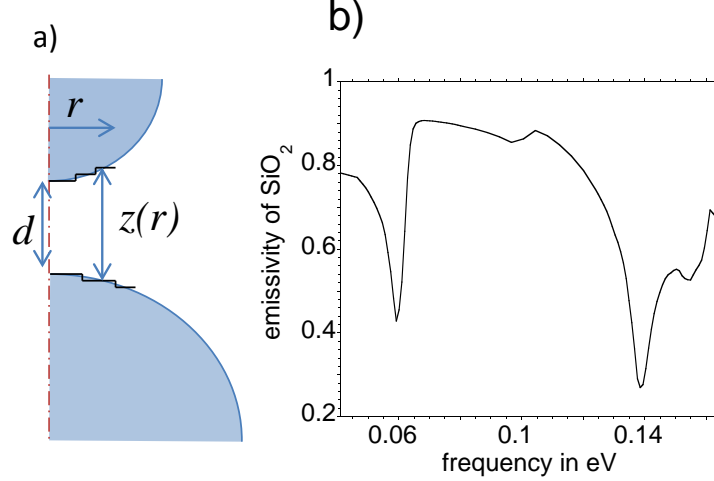 a)
r
d
z(r)
b)
emissivity of SiO₂
1
0.8
0.6
0.4
0.2
0.06
0.1
0.14
frequency in eV